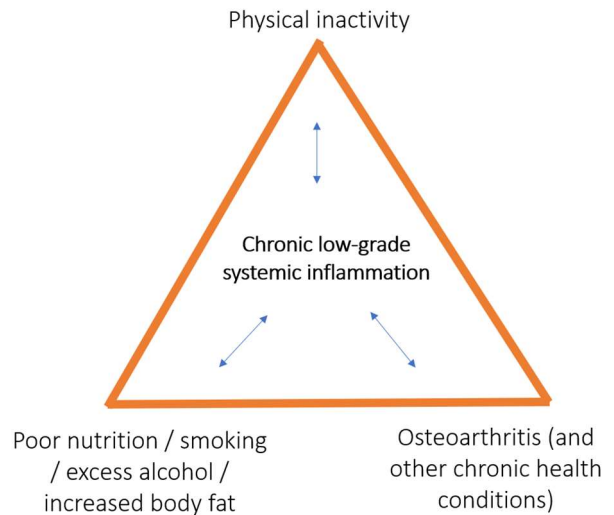 Physical inactivity
Chronic low-grade
systemic inflammation
Poor nutrition / smoking
/ excess alcohol /
increased body fat
Osteoarthritis (and
other chronic health
conditions)